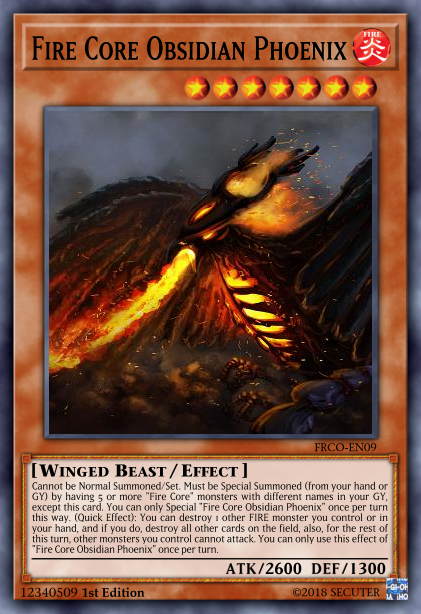 Fire Core Obsidian Phoenix
FIRE
炎
FRCO-EN09
[Winged Beast/Effect]
Cannot be Normal Summoned/Set. Must be Special Summoned (from your hand or
GY) by having 5 or more "Fire Core" monsters with different names in your GY,
except this card. You can only Special "Fire Core Obsidian Phoenix" once per turn
this way. (Quick Effect): You can destroy 1 other FIRE monster you control or in
your hand, and if you do, destroy all other cards on the field, also, for the rest of
this turn, other monsters you control cannot attack. You can only use this effect of
"Fire Core Obsidian Phoenix" once per turn.
ATK/2600 DEF/1300
12340509 1st Edition
©2018 SECUTER